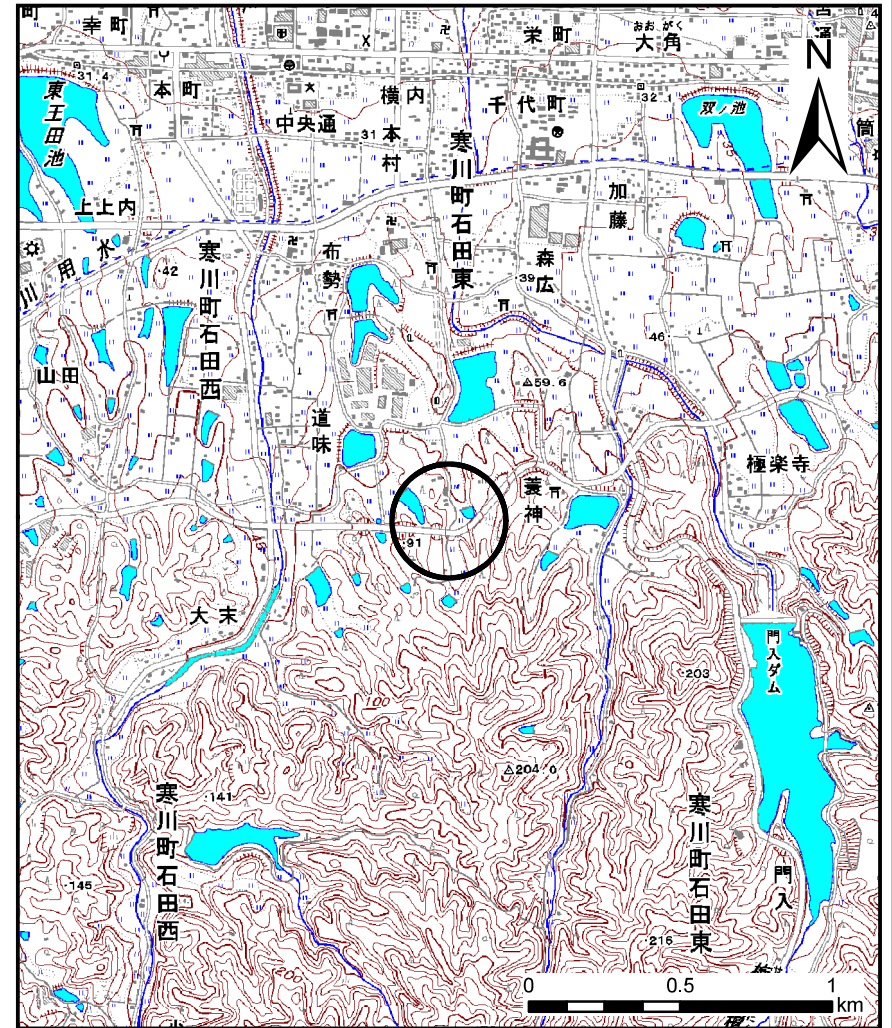 町
幸町
栄町
おおがく
大角
N
31.4
本町
横内
千代町
32.1
双ノ池
東王田池
中央通
31
本村
寒川町石田東
筒
加藤
上上内
川用水
42
寒川町石田西
布勢
森広
39
46
山田
59.6
道味
極楽寺
蓑神
91
大末
門入ダム
203
100
204.0
141
寒川町石田西
寒川町石田東
145
門入
216
200
0 0.5 1
km